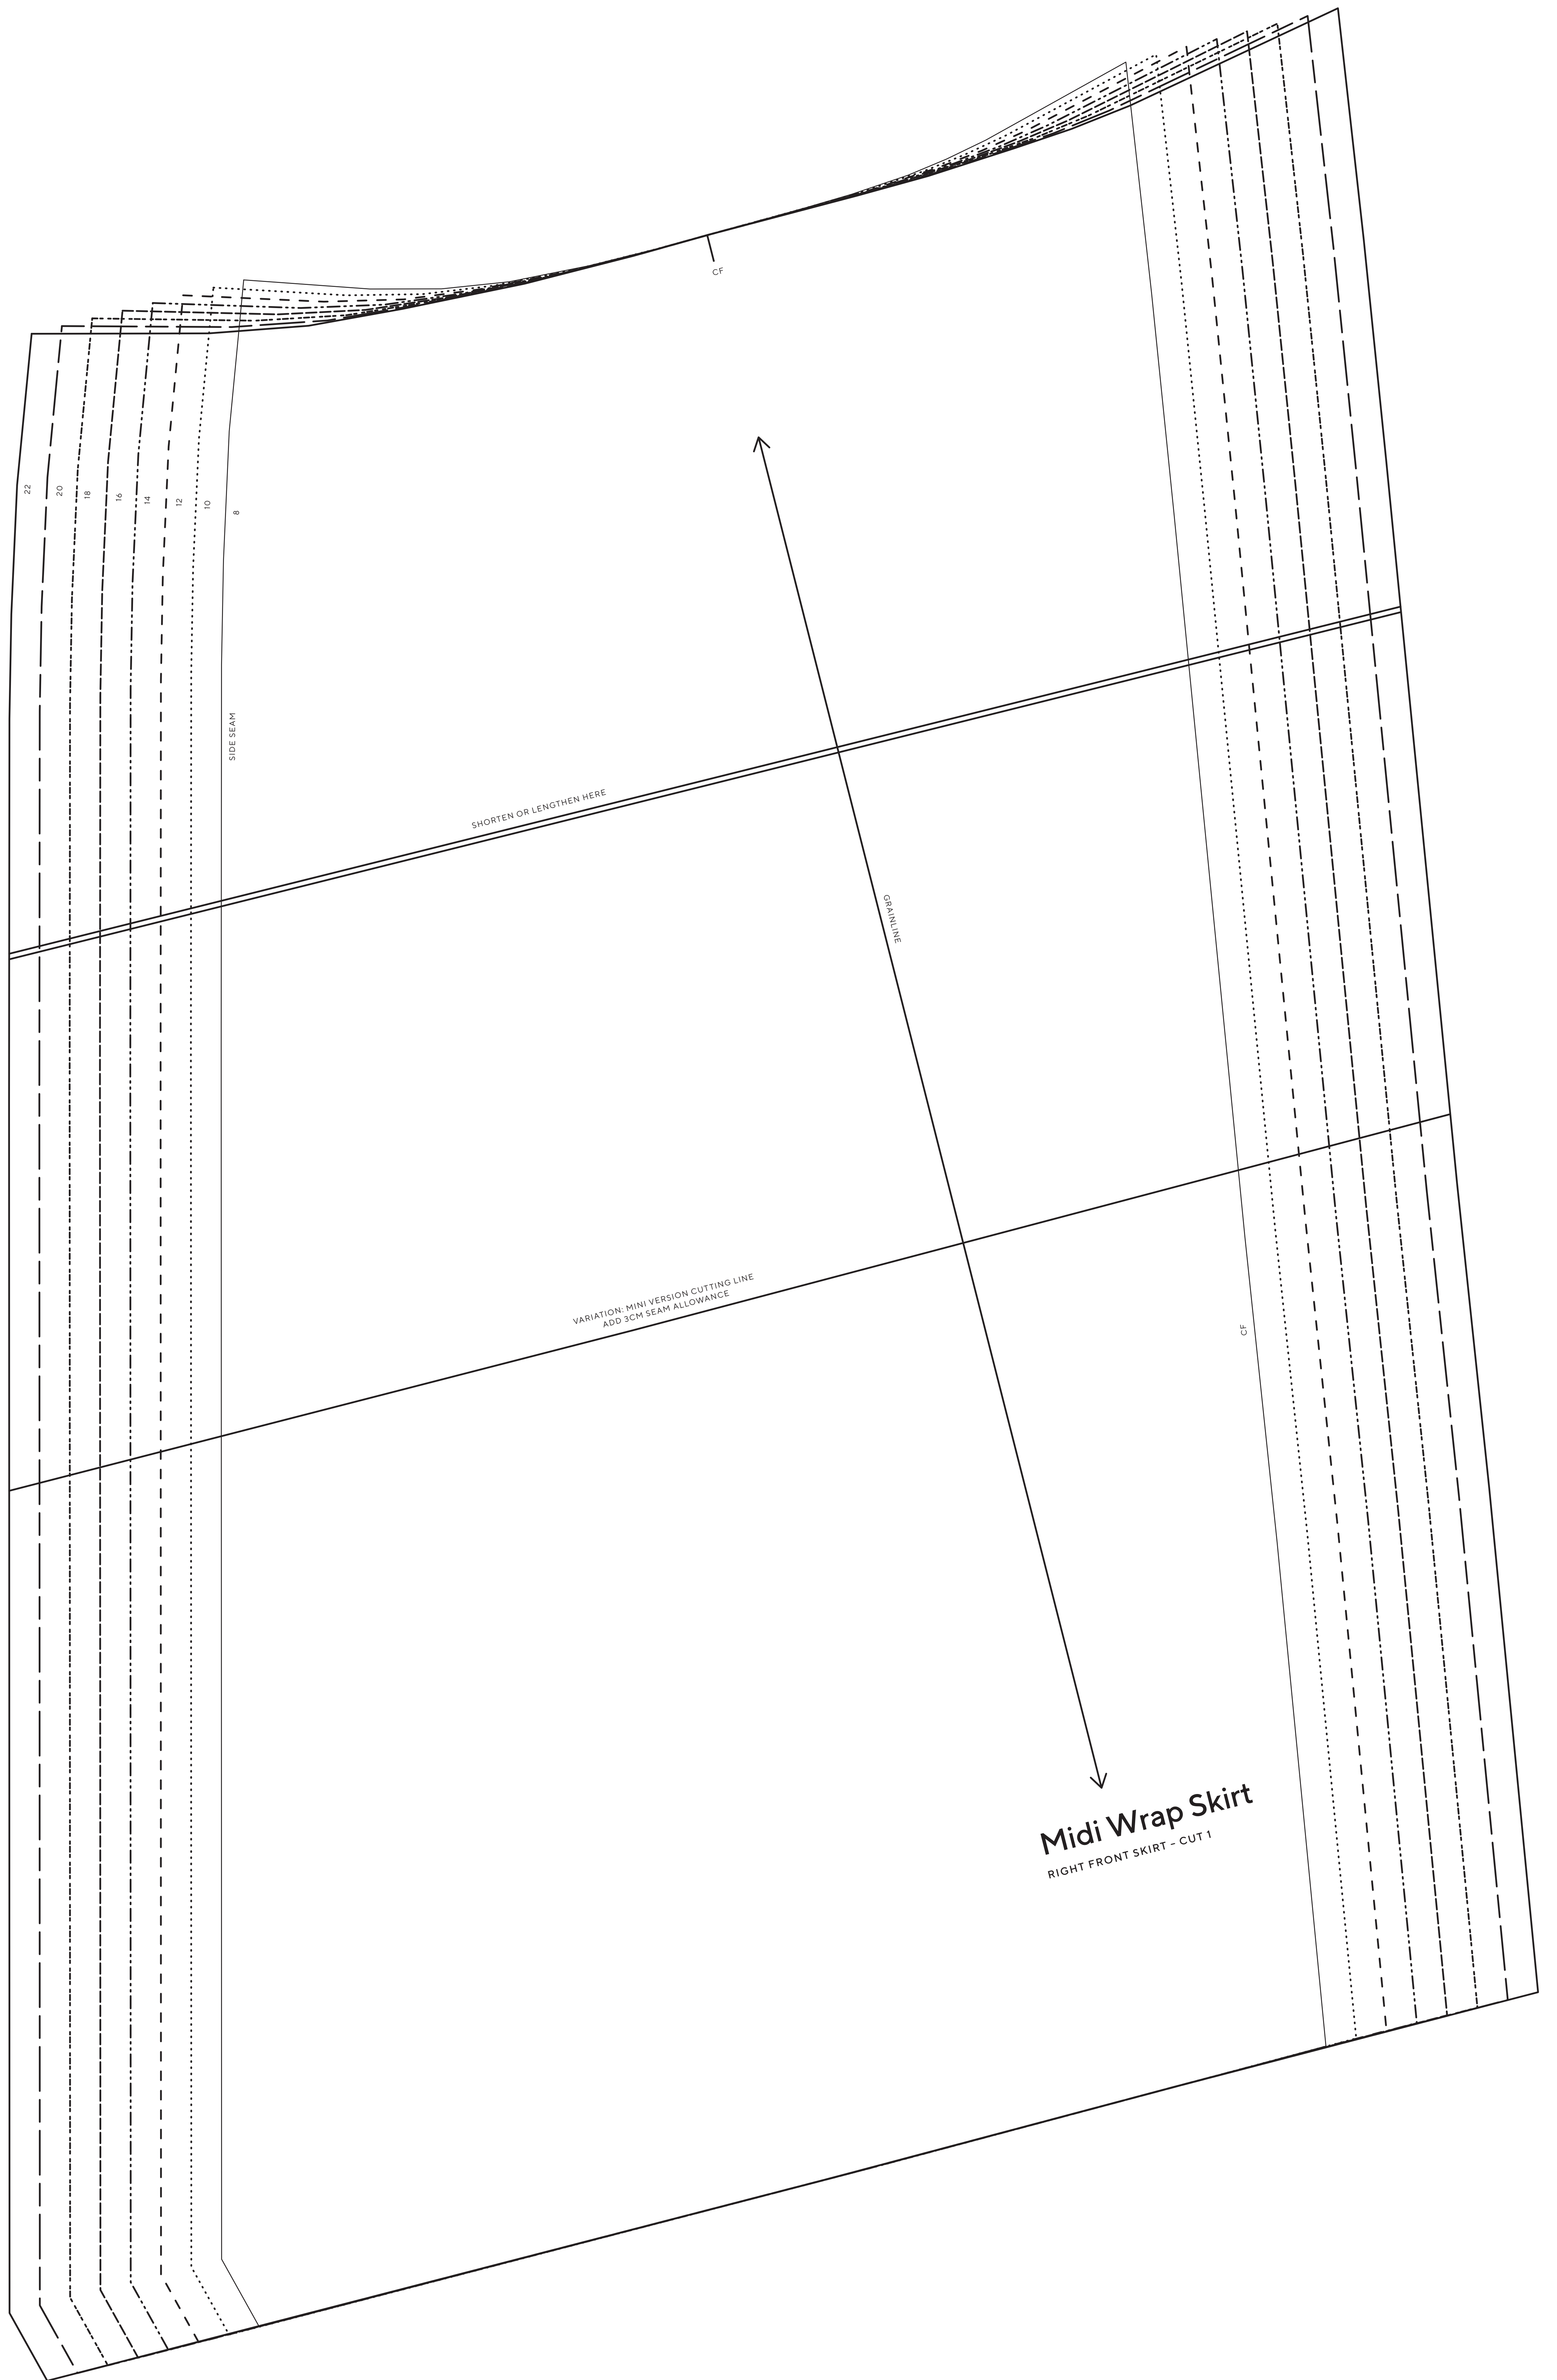 CF
22
20
18
16
14
12
10
8
SIDE SEAM
SHORTEN OR LENGTHEN HERE
GRAINLINE
VARIATION: MINI VERSION CUTTING LINE
ADD 3CM SEAM ALLOWANCE
CF
Midi Wrap Skirt
RIGHT FRONT SKIRT – CUT 1